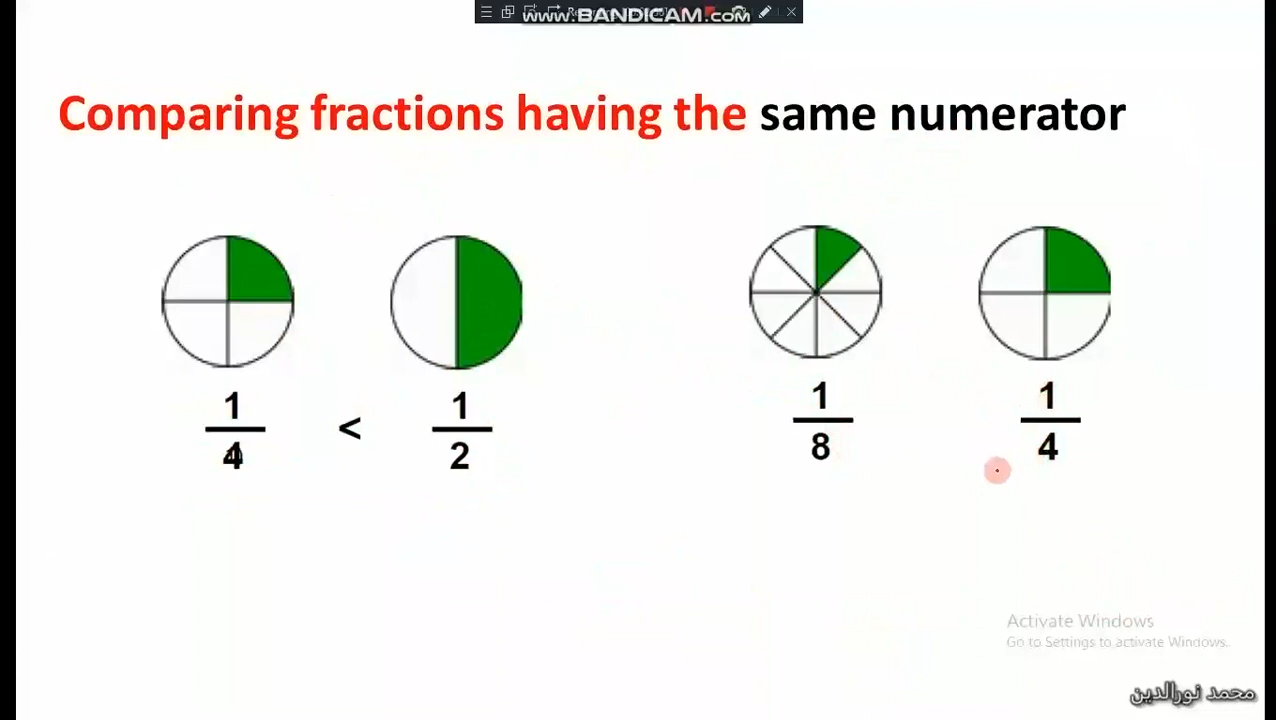 www.BANDICAM.com
Comparing fractions having the same numerator
1 1
4 < 2
1 1
8 4
Activate Windows
Go to Settings to activate Windows.
محمد نورالدين